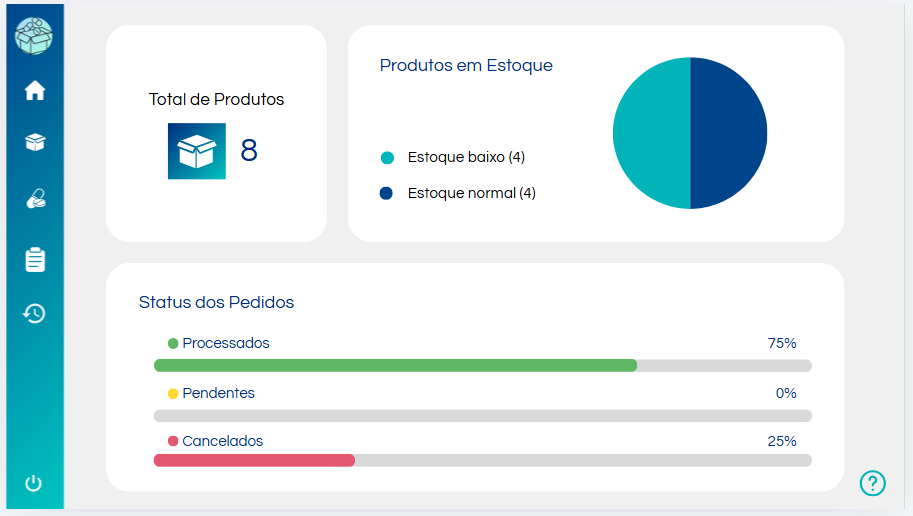 Total de Produtos
8
Produtos em Estoque
Estoque baixo (4)
Estoque normal (4)
Status dos Pedidos
Processados 75%
Pendentes 0%
Cancelados 25%
?